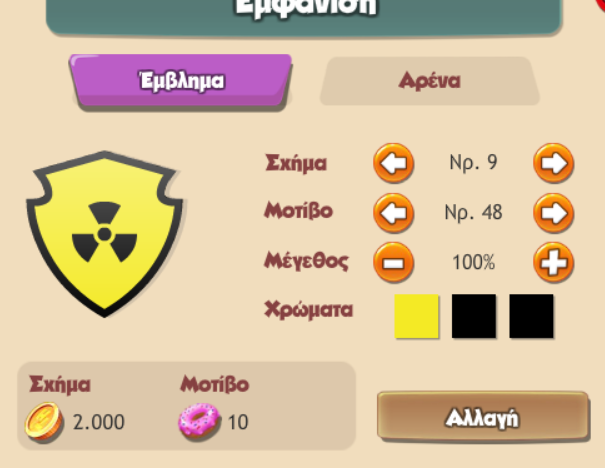 Εμφάνιση
Έμβλημα
Αρένα
Σχήμα Νρ. 9
Μοτίβο Νρ. 48
Μέγεθος 100%
Χρώματα
Σχήμα Μοτίβο
2.000 10
Αλλαγή